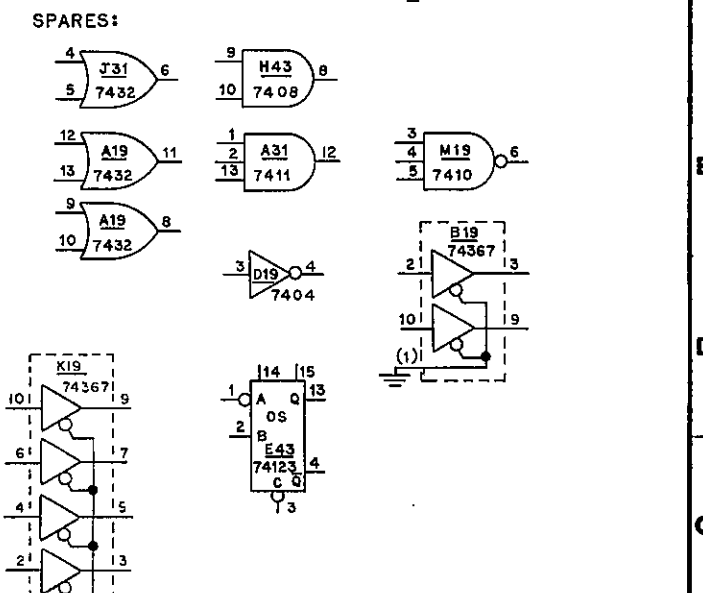 SPARES:
4 J31 6
5 7432
9 H43 8
10 7408
12 A19 11
13 7432
1 A31 12
2
13 7411
3 M19 6
4
5 7410
9 A19 8
10 7432
3 D19 4
7404
B19
74367
2 3
10 9
(1)
K19
74367
10 9
6 7
4 5
2 3
14 15
1 A Q 13
OS
2 B
E43
74123 4
C Q̅
3
D
C